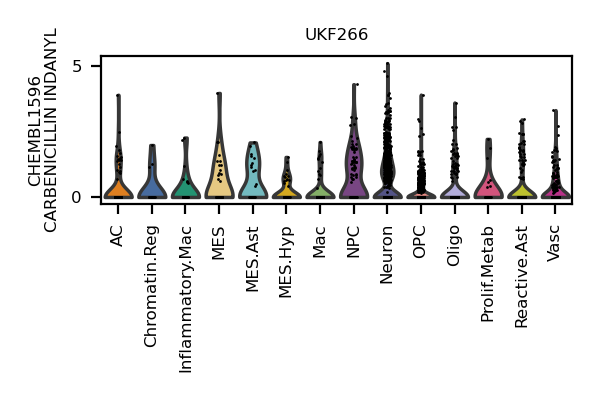 UKF266
CHEMBL1596
CARBENICILLIN INDANYL
5
0
AC
Chromatin.Reg
Inflammatory.Mac
MES
MES.Ast
MES.Hyp
Mac
NPC
Neuron
OPC
Oligo
Prolif.Metab
Reactive.Ast
Vasc